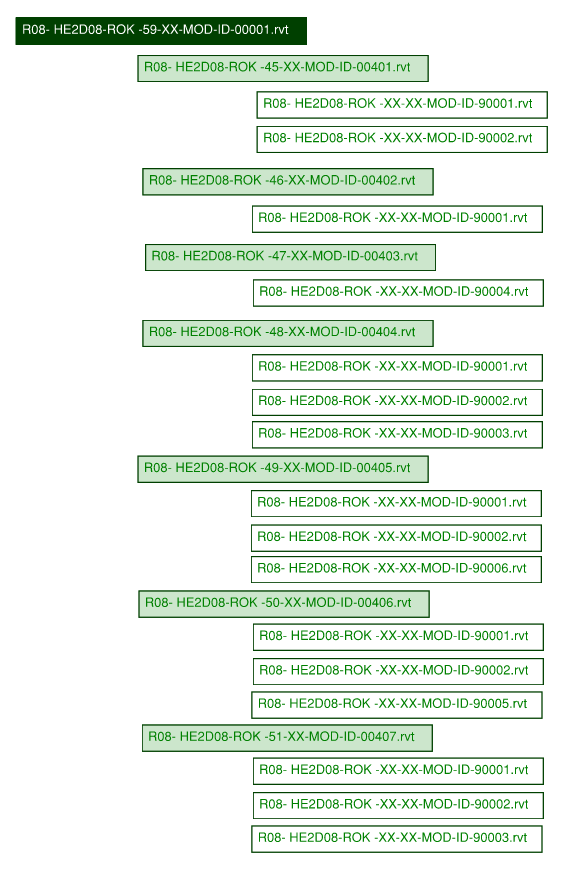 R08- HE2D08-ROK -59-XX-MOD-ID-00001.rvt
R08- HE2D08-ROK -45-XX-MOD-ID-00401.rvt
R08- HE2D08-ROK -XX-XX-MOD-ID-90001.rvt
R08- HE2D08-ROK -XX-XX-MOD-ID-90002.rvt
R08- HE2D08-ROK -46-XX-MOD-ID-00402.rvt
R08- HE2D08-ROK -XX-XX-MOD-ID-90001.rvt
R08- HE2D08-ROK -47-XX-MOD-ID-00403.rvt
R08- HE2D08-ROK -XX-XX-MOD-ID-90004.rvt
R08- HE2D08-ROK -48-XX-MOD-ID-00404.rvt
R08- HE2D08-ROK -XX-XX-MOD-ID-90001.rvt
R08- HE2D08-ROK -XX-XX-MOD-ID-90002.rvt
R08- HE2D08-ROK -XX-XX-MOD-ID-90003.rvt
R08- HE2D08-ROK -49-XX-MOD-ID-00405.rvt
R08- HE2D08-ROK -XX-XX-MOD-ID-90001.rvt
R08- HE2D08-ROK -XX-XX-MOD-ID-90002.rvt
R08- HE2D08-ROK -XX-XX-MOD-ID-90006.rvt
R08- HE2D08-ROK -50-XX-MOD-ID-00406.rvt
R08- HE2D08-ROK -XX-XX-MOD-ID-90001.rvt
R08- HE2D08-ROK -XX-XX-MOD-ID-90002.rvt
R08- HE2D08-ROK -XX-XX-MOD-ID-90005.rvt
R08- HE2D08-ROK -51-XX-MOD-ID-00407.rvt
R08- HE2D08-ROK -XX-XX-MOD-ID-90001.rvt
R08- HE2D08-ROK -XX-XX-MOD-ID-90002.rvt
R08- HE2D08-ROK -XX-XX-MOD-ID-90003.rvt